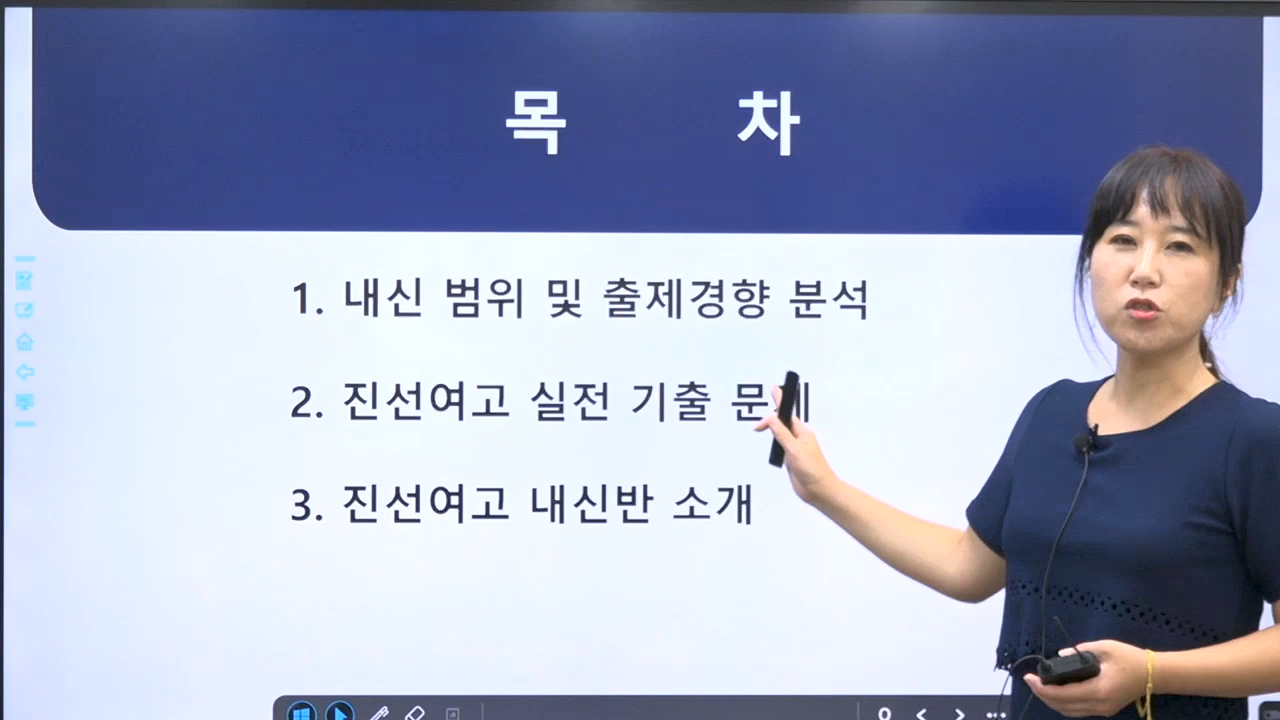 목 차
1. 내신 범위 및 출제경향 분석
2. 진선여고 실전 기출 문제
3. 진선여고 내신반 소개